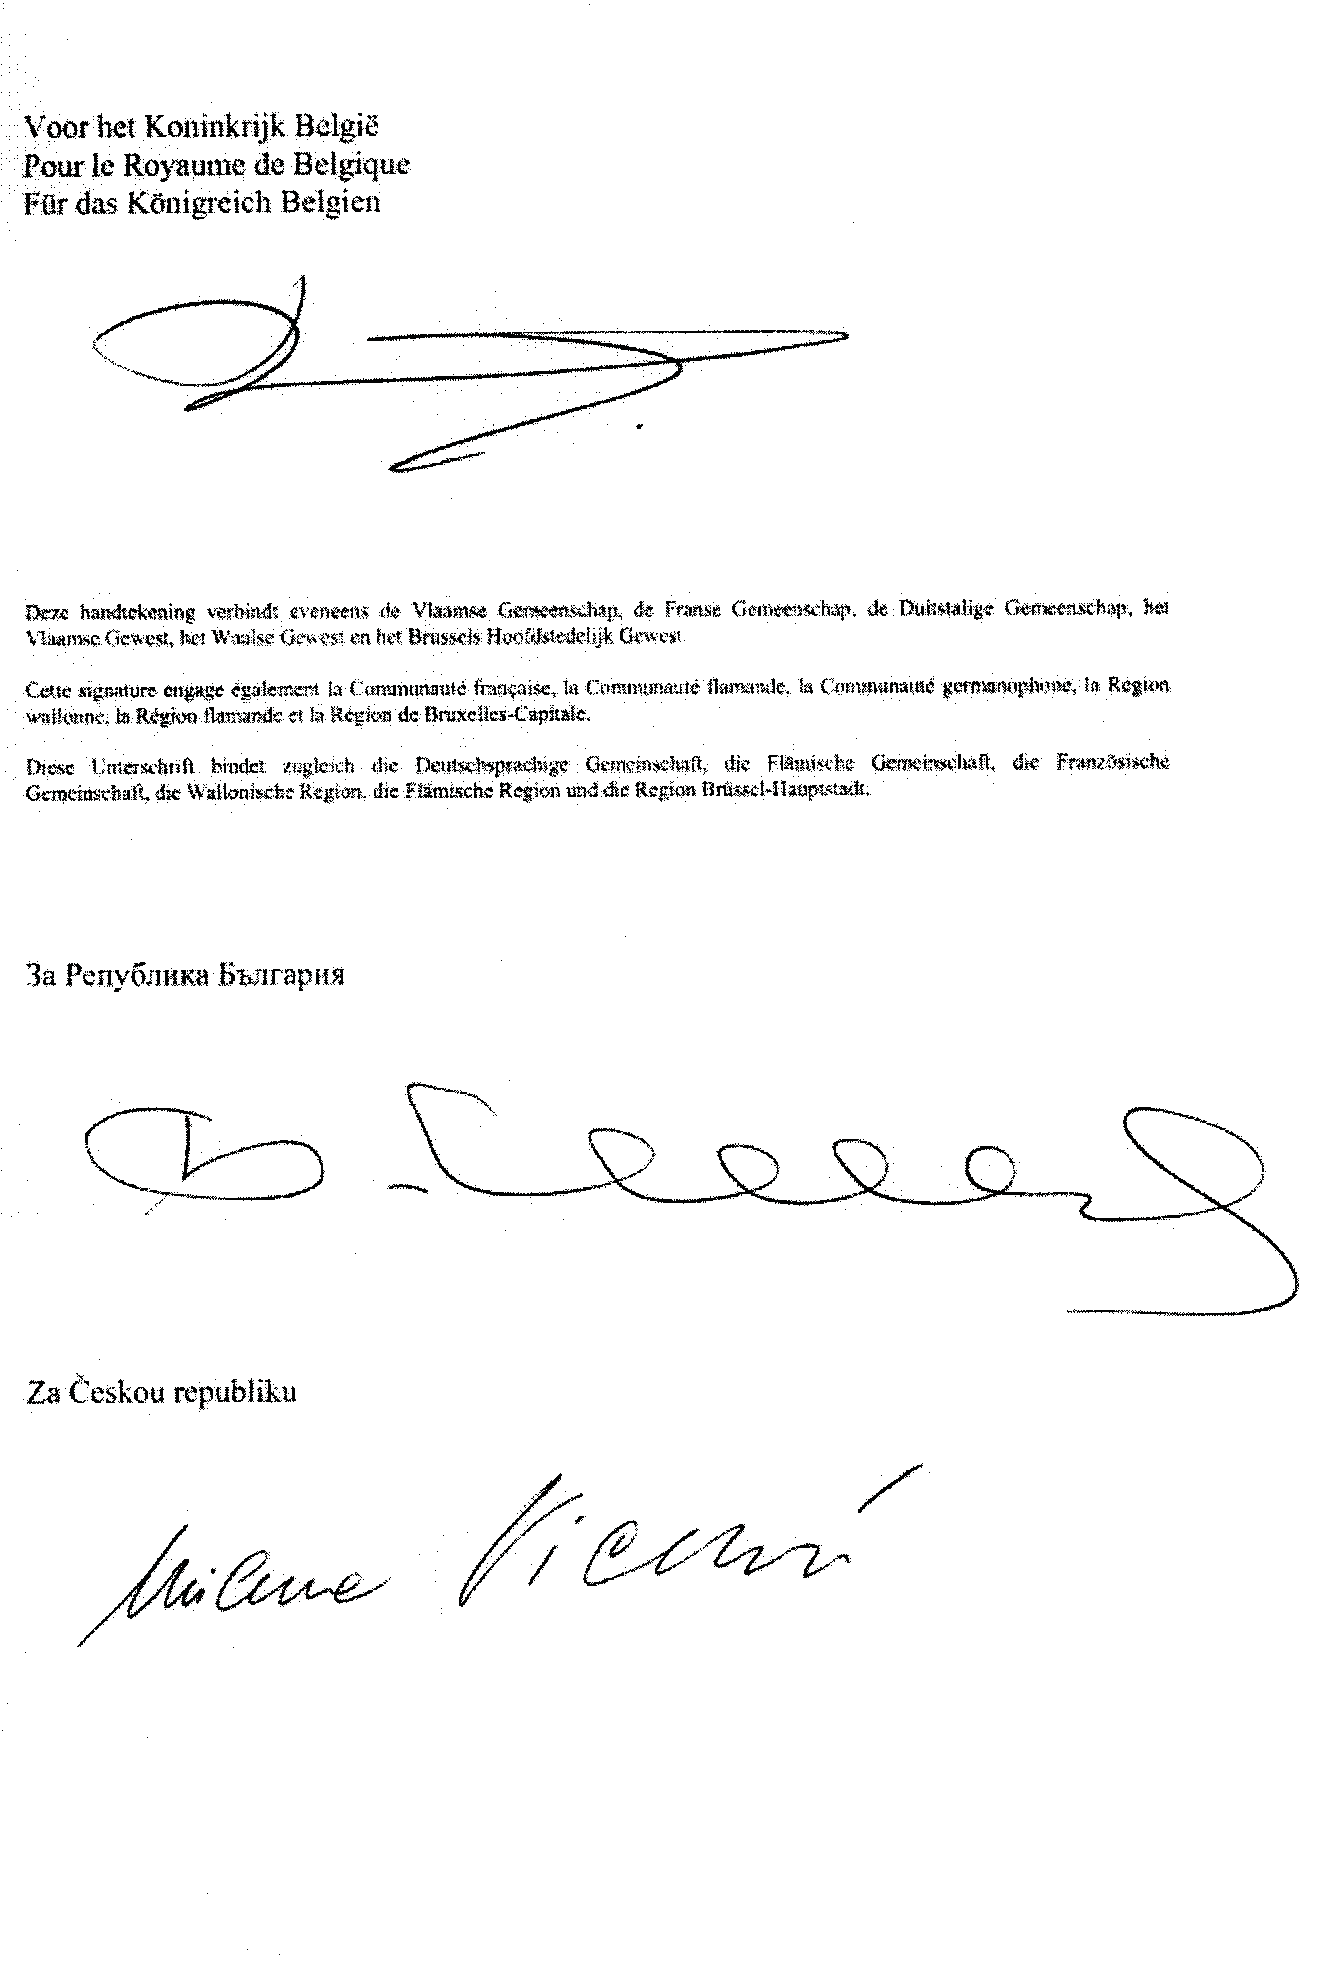 Voor het Koninkrijk België
Pour le Royaume de Belgique
Für das Königreich Belgien
Deze handtekening verbindt eveneens de Vlaamse Gemeenschap, de Franse Gemeenschap, de Duitstalige Gemeenschap, het
Vlaamse Gewest, het Waalse Gewest en het Brussels Hoofdstedelijk Gewest.
Cette signature engage également la Communauté française, la Communauté flamande, la Communauté germanophone, la Région
wallonne, la Région flamande et la Région de Bruxelles-Capitale.
Diese Unterschrift bindet zugleich die Deutschsprachige Gemeinschaft, die Flämische Gemeinschaft, die Französische
Gemeinschaft, die Wallonische Region, die Flämische Region und die Region Brüssel-Hauptstadt.
За Република България
Za Českou republiku
Milena Vicenová